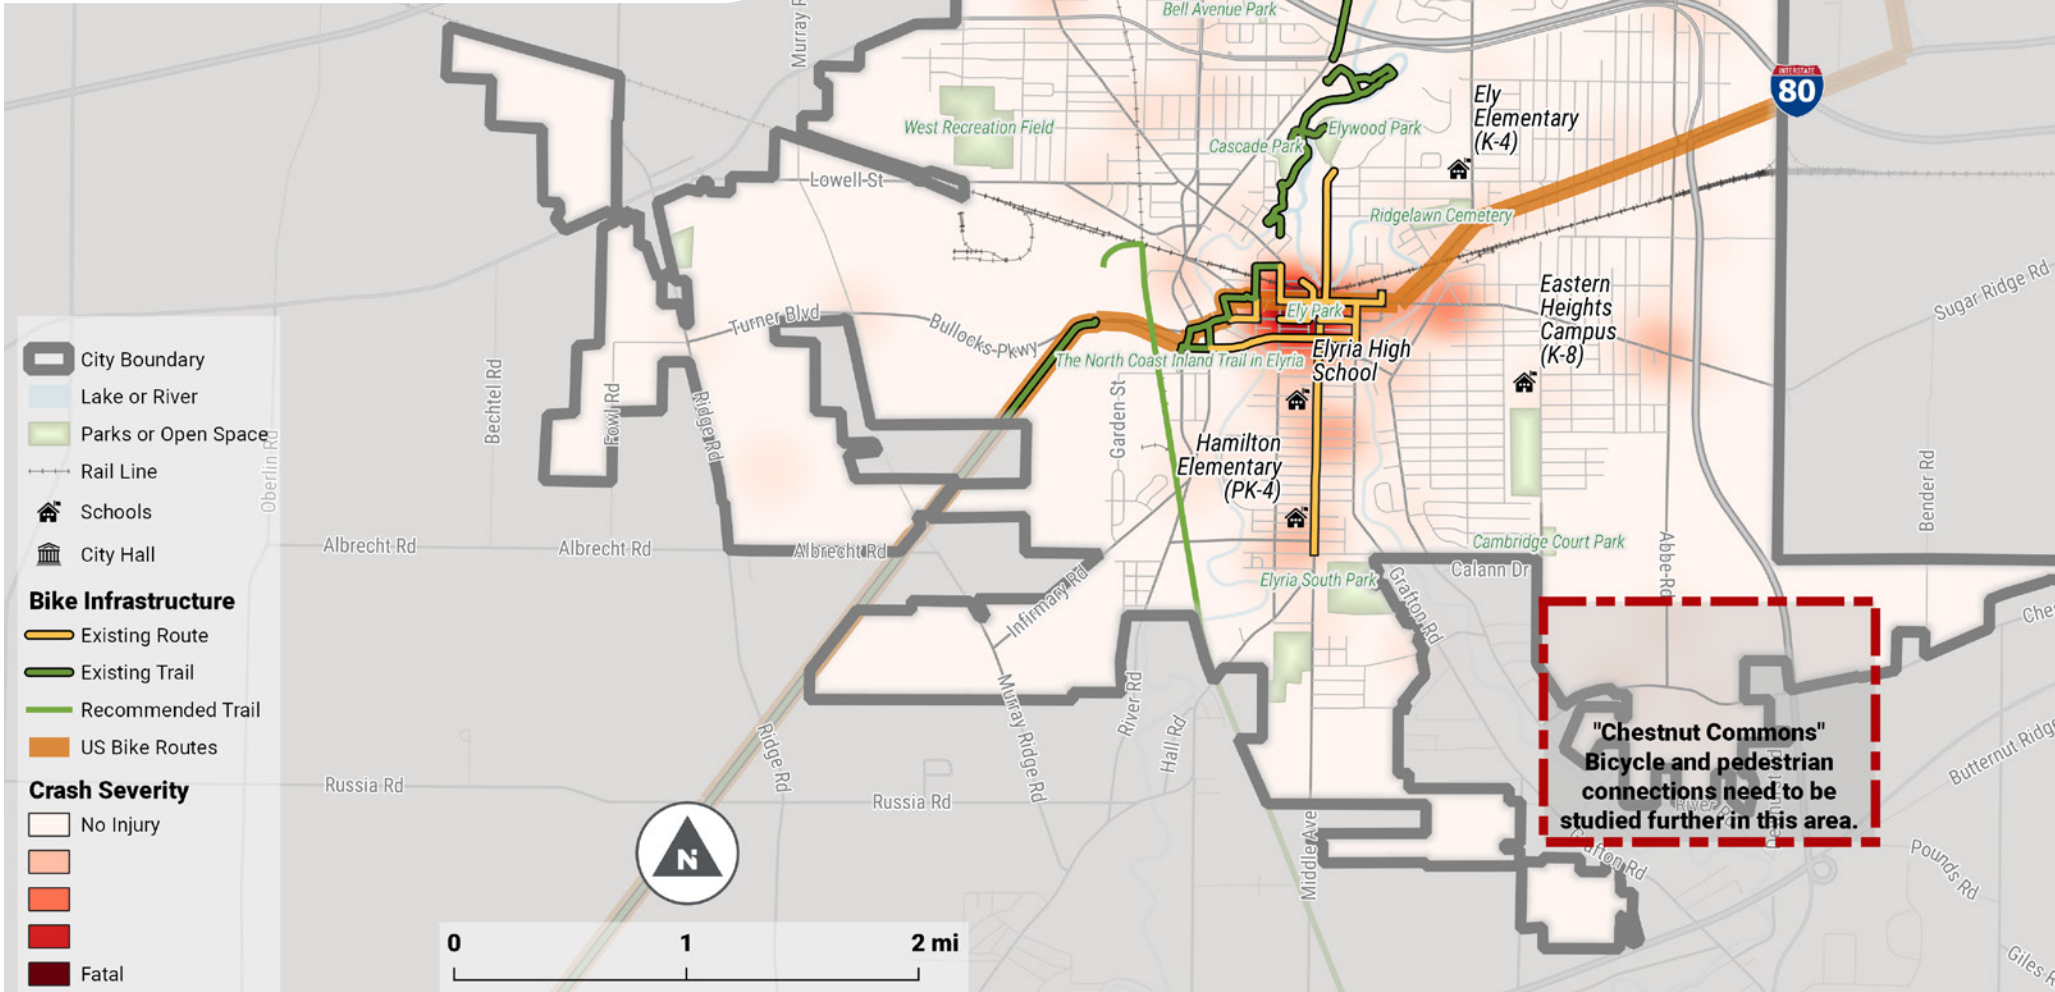 Bell Avenue Park
Murray R
INTERSTATE
80
Ely
Elementary
(K-4)
West Recreation Field
Elywood Park
Cascade Park
Lowell St
Ridgelawn Cemetery
Sugar Ridge Rd
Eastern
Heights
Campus
(K-8)
Turner Blvd
Bullocks Pkwy
Ely Park
The North Coast Inland Trail in Elyria
Elyria High
School
Bechtel Rd
Fowl Rd
Ridge Rd
Garden St
Oberlin Rd
Hamilton
Elementary
(PK-4)
Bender Rd
Albrecht Rd
Albrecht Rd
Albrecht Rd
Cambridge Court Park
Calann Dr
Abbe Rd
Elyria South Park
Grafton Rd
Infirmary Rd
Che
Murray Ridge Rd
River Rd
Hall Rd
Ridge Rd
Russia Rd
Russia Rd
Middle Ave
"Chestnut Commons"
Bicycle and pedestrian
connections need to be
studied further in this area.
Butternut Ridge
Grafton Rd
Pounds Rd
Giles R
City Boundary
Lake or River
Parks or Open Space
Rail Line
Schools
City Hall
Bike Infrastructure
Existing Route
Existing Trail
Recommended Trail
US Bike Routes
Crash Severity
No Injury
Fatal
N
0 1 2 mi